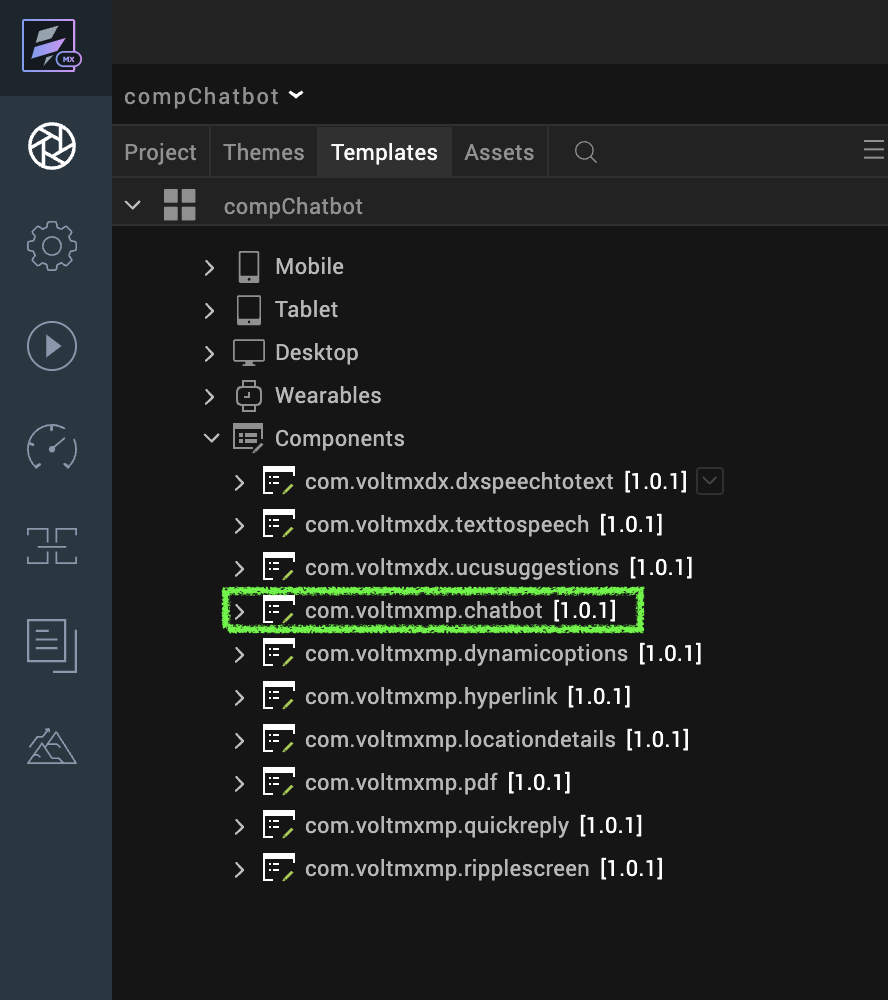 MX
compChatbot
Project Themes Templates Assets
compChatbot
Mobile
Tablet
Desktop
Wearables
Components
com.voltmxdx.dxspeechtotext [1.0.1]
com.voltmxdx.texttospeech [1.0.1]
com.voltmxdx.ucusuggestions [1.0.1]
com.voltmxmp.chatbot [1.0.1]
com.voltmxmp.dynamicoptions [1.0.1]
com.voltmxmp.hyperlink [1.0.1]
com.voltmxmp.locationdetails [1.0.1]
com.voltmxmp.pdf [1.0.1]
com.voltmxmp.quickreply [1.0.1]
com.voltmxmp.ripplescreen [1.0.1]